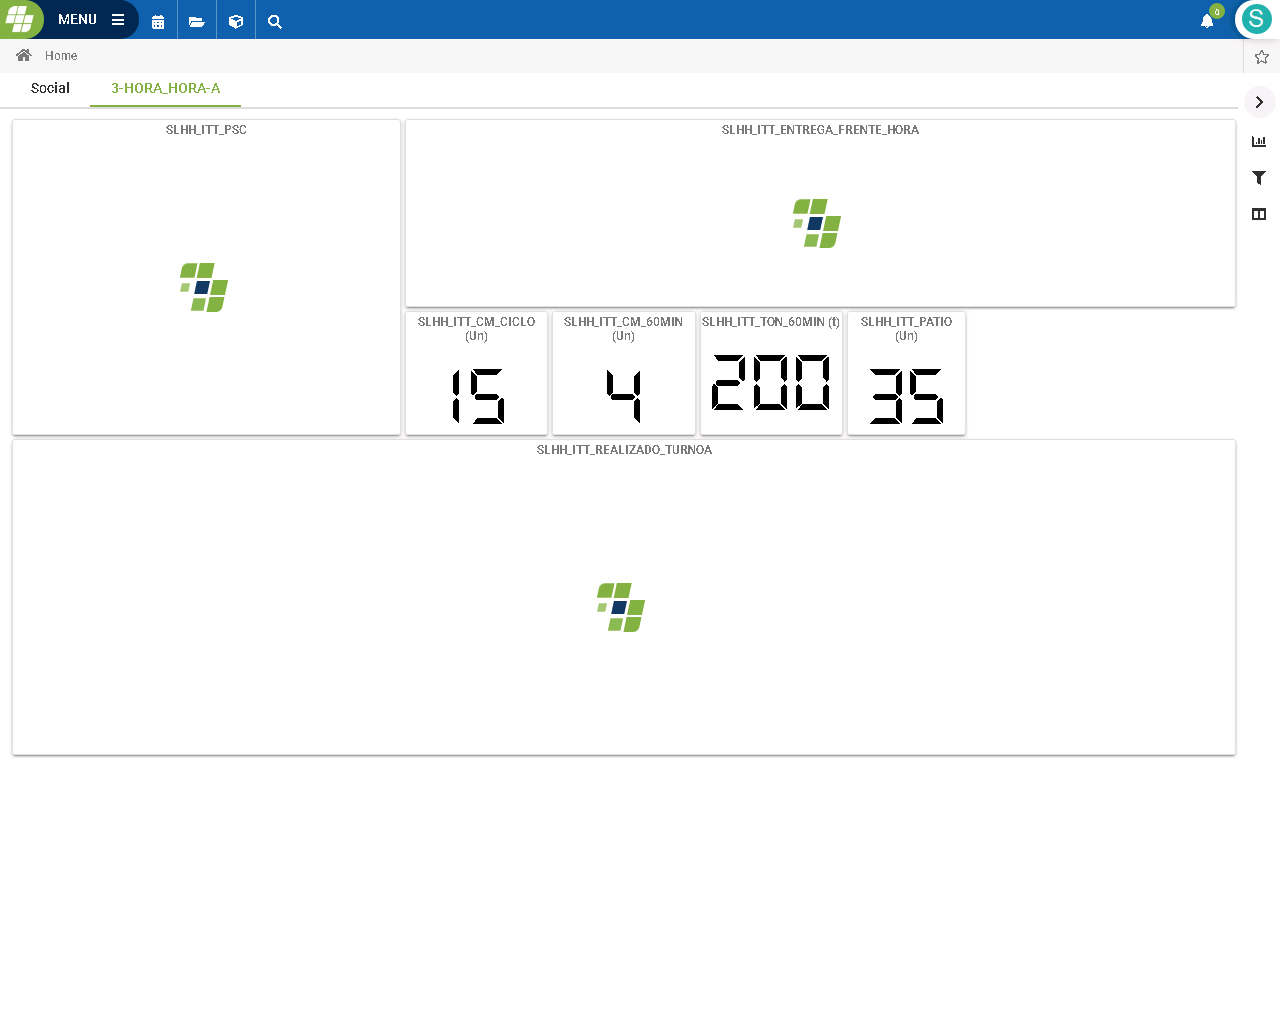 MENU
0
S
Home
Social
3-HORA_HORA-A
SLHH_ITT_PSC
SLHH_ITT_ENTREGA_FRENTE_HORA
SLHH_ITT_CM_CICLO
(Un)
15
SLHH_ITT_CM_60MIN
(Un)
4
SLHH_ITT_TON_60MIN (t)
200
SLHH_ITT_PATIO
(Un)
35
SLHH_ITT_REALIZADO_TURNOA